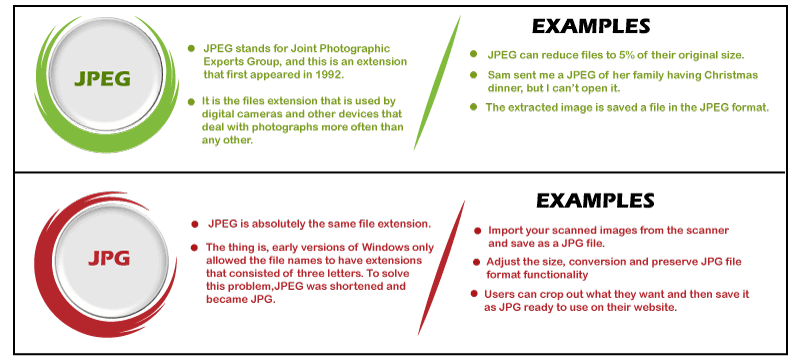 JPEG
JPEG stands for Joint Photographic
Experts Group, and this is an extension
that first appeared in 1992.
It is the files extension that is used by
digital cameras and other devices that
deal with photographs more often than
any other.
EXAMPLES
JPEG can reduce files to 5% of their original size.
Sam sent me a JPEG of her family having Christmas
dinner, but I can't open it.
The extracted image is saved a file in the JPEG format.
JPG
JPEG is absolutely the same file extension.
The thing is, early versions of Windows only
allowed the file names to have extensions
that consisted of three letters. To solve
this problem,JPEG was shortened and
became JPG.
EXAMPLES
Import your scanned images from the scanner
and save as a JPG file.
Adjust the size, conversion and preserve JPG file
format functionality
Users can crop out what they want and then save it
as JPG ready to use on their website.